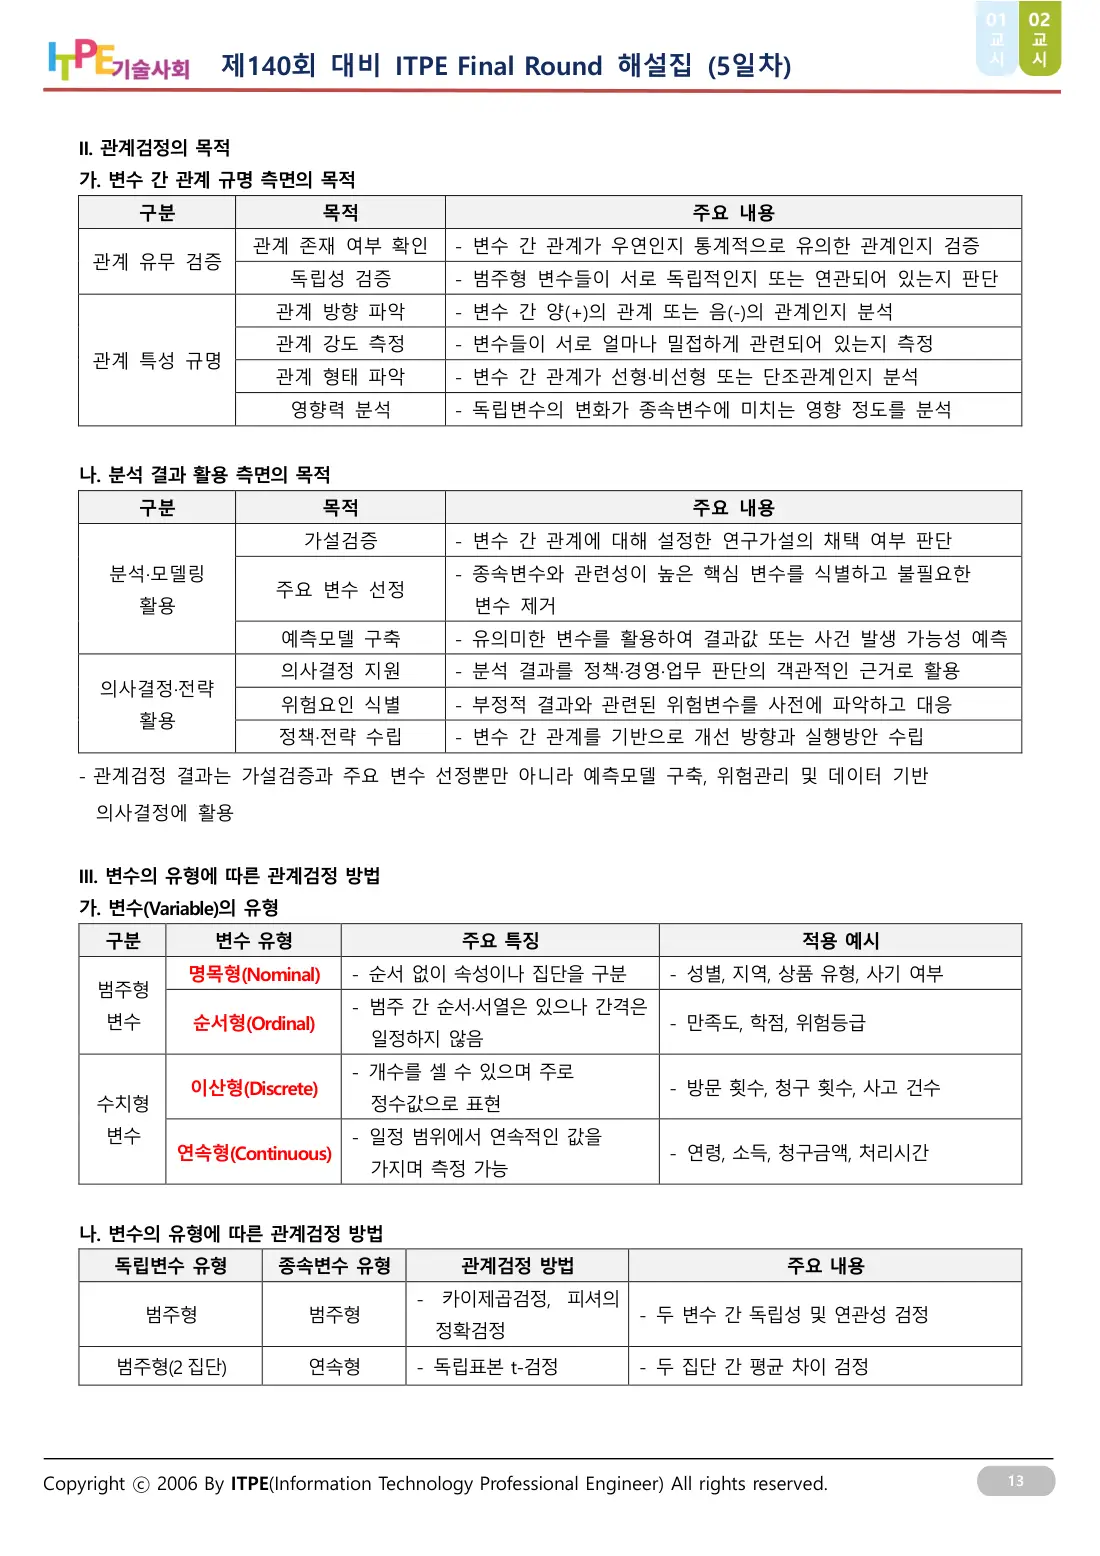 01
교
시
02
교
시
ITPE기술사회
제140회 대비 ITPE Final Round 해설집 (5일차)
II. 관계검정의 목적
가. 변수 간 관계 규명 측면의 목적
구분 목적 주요 내용
관계 유무 검증
관계 존재 여부 확인 - 변수 간 관계가 우연인지 통계적으로 유의한 관계인지 검증
독립성 검증 - 범주형 변수들이 서로 독립적인지 또는 연관되어 있는지 판단
관계 특성 규명
관계 방향 파악 - 변수 간 양(+)의 관계 또는 음(-)의 관계인지 분석
관계 강도 측정 - 변수들이 서로 얼마나 밀접하게 관련되어 있는지 측정
관계 형태 파악 - 변수 간 관계가 선형·비선형 또는 단조관계인지 분석
영향력 분석 - 독립변수의 변화가 종속변수에 미치는 영향 정도를 분석
나. 분석 결과 활용 측면의 목적
구분 목적 주요 내용
분석·모델링
활용
가설검증 - 변수 간 관계에 대해 설정한 연구가설의 채택 여부 판단
주요 변수 선정
- 종속변수와 관련성이 높은 핵심 변수를 식별하고 불필요한
변수 제거
예측모델 구축 - 유의미한 변수를 활용하여 결과값 또는 사건 발생 가능성 예측
의사결정·전략
활용
의사결정 지원 - 분석 결과를 정책·경영·업무 판단의 객관적인 근거로 활용
위험요인 식별 - 부정적 결과와 관련된 위험변수를 사전에 파악하고 대응
정책·전략 수립 - 변수 간 관계를 기반으로 개선 방향과 실행방안 수립
- 관계검정 결과는 가설검증과 주요 변수 선정뿐만 아니라 예측모델 구축, 위험관리 및 데이터 기반
의사결정에 활용
III. 변수의 유형에 따른 관계검정 방법
가. 변수(Variable)의 유형
구분 변수 유형 주요 특징 적용 예시
범주형
변수
명목형(Nominal) - 순서 없이 속성이나 집단을 구분 - 성별, 지역, 상품 유형, 사기 여부
순서형(Ordinal)
- 범주 간 순서·서열은 있으나 간격은
일정하지 않음
- 만족도, 학점, 위험등급
수치형
변수
이산형(Discrete)
- 개수를 셀 수 있으며 주로
정수값으로 표현
- 방문 횟수, 청구 횟수, 사고 건수
연속형(Continuous)
- 일정 범위에서 연속적인 값을
가지며 측정 가능
- 연령, 소득, 청구금액, 처리시간
나. 변수의 유형에 따른 관계검정 방법
독립변수 유형 종속변수 유형 관계검정 방법 주요 내용
범주형 범주형
- 카이제곱검정, 피셔의
정확검정
- 두 변수 간 독립성 및 연관성 검정
범주형(2집단) 연속형 - 독립표본 t-검정 - 두 집단 간 평균 차이 검정
Copyright ⓒ 2006 By ITPE(Information Technology Professional Engineer) All rights reserved.
13